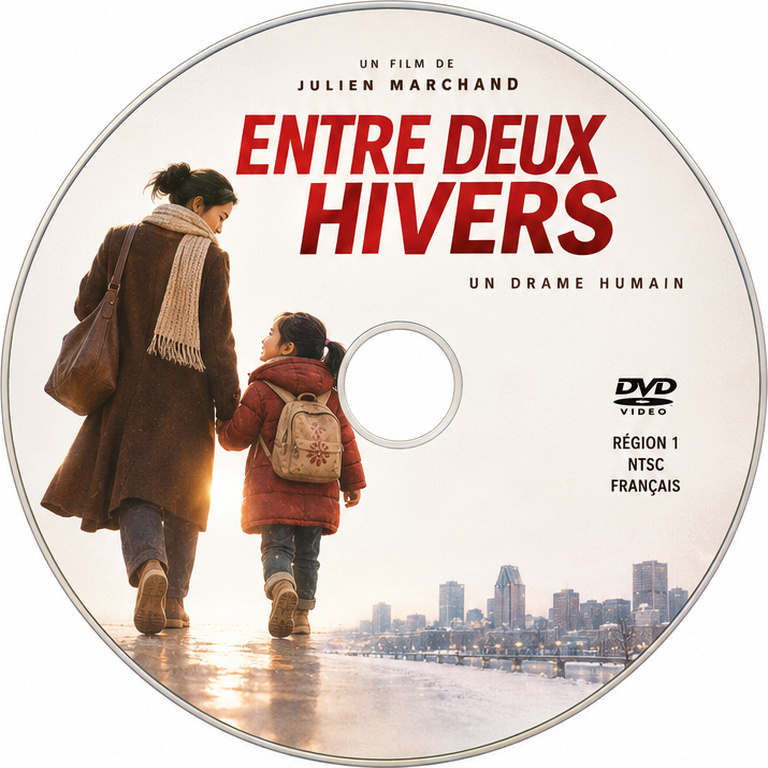 UN FILM DE
JULIEN MARCHAND
ENTRE DEUX
HIVERS
UN DRAME HUMAIN
DVD
VIDEO
RÉGION 1
NTSC
FRANÇAIS